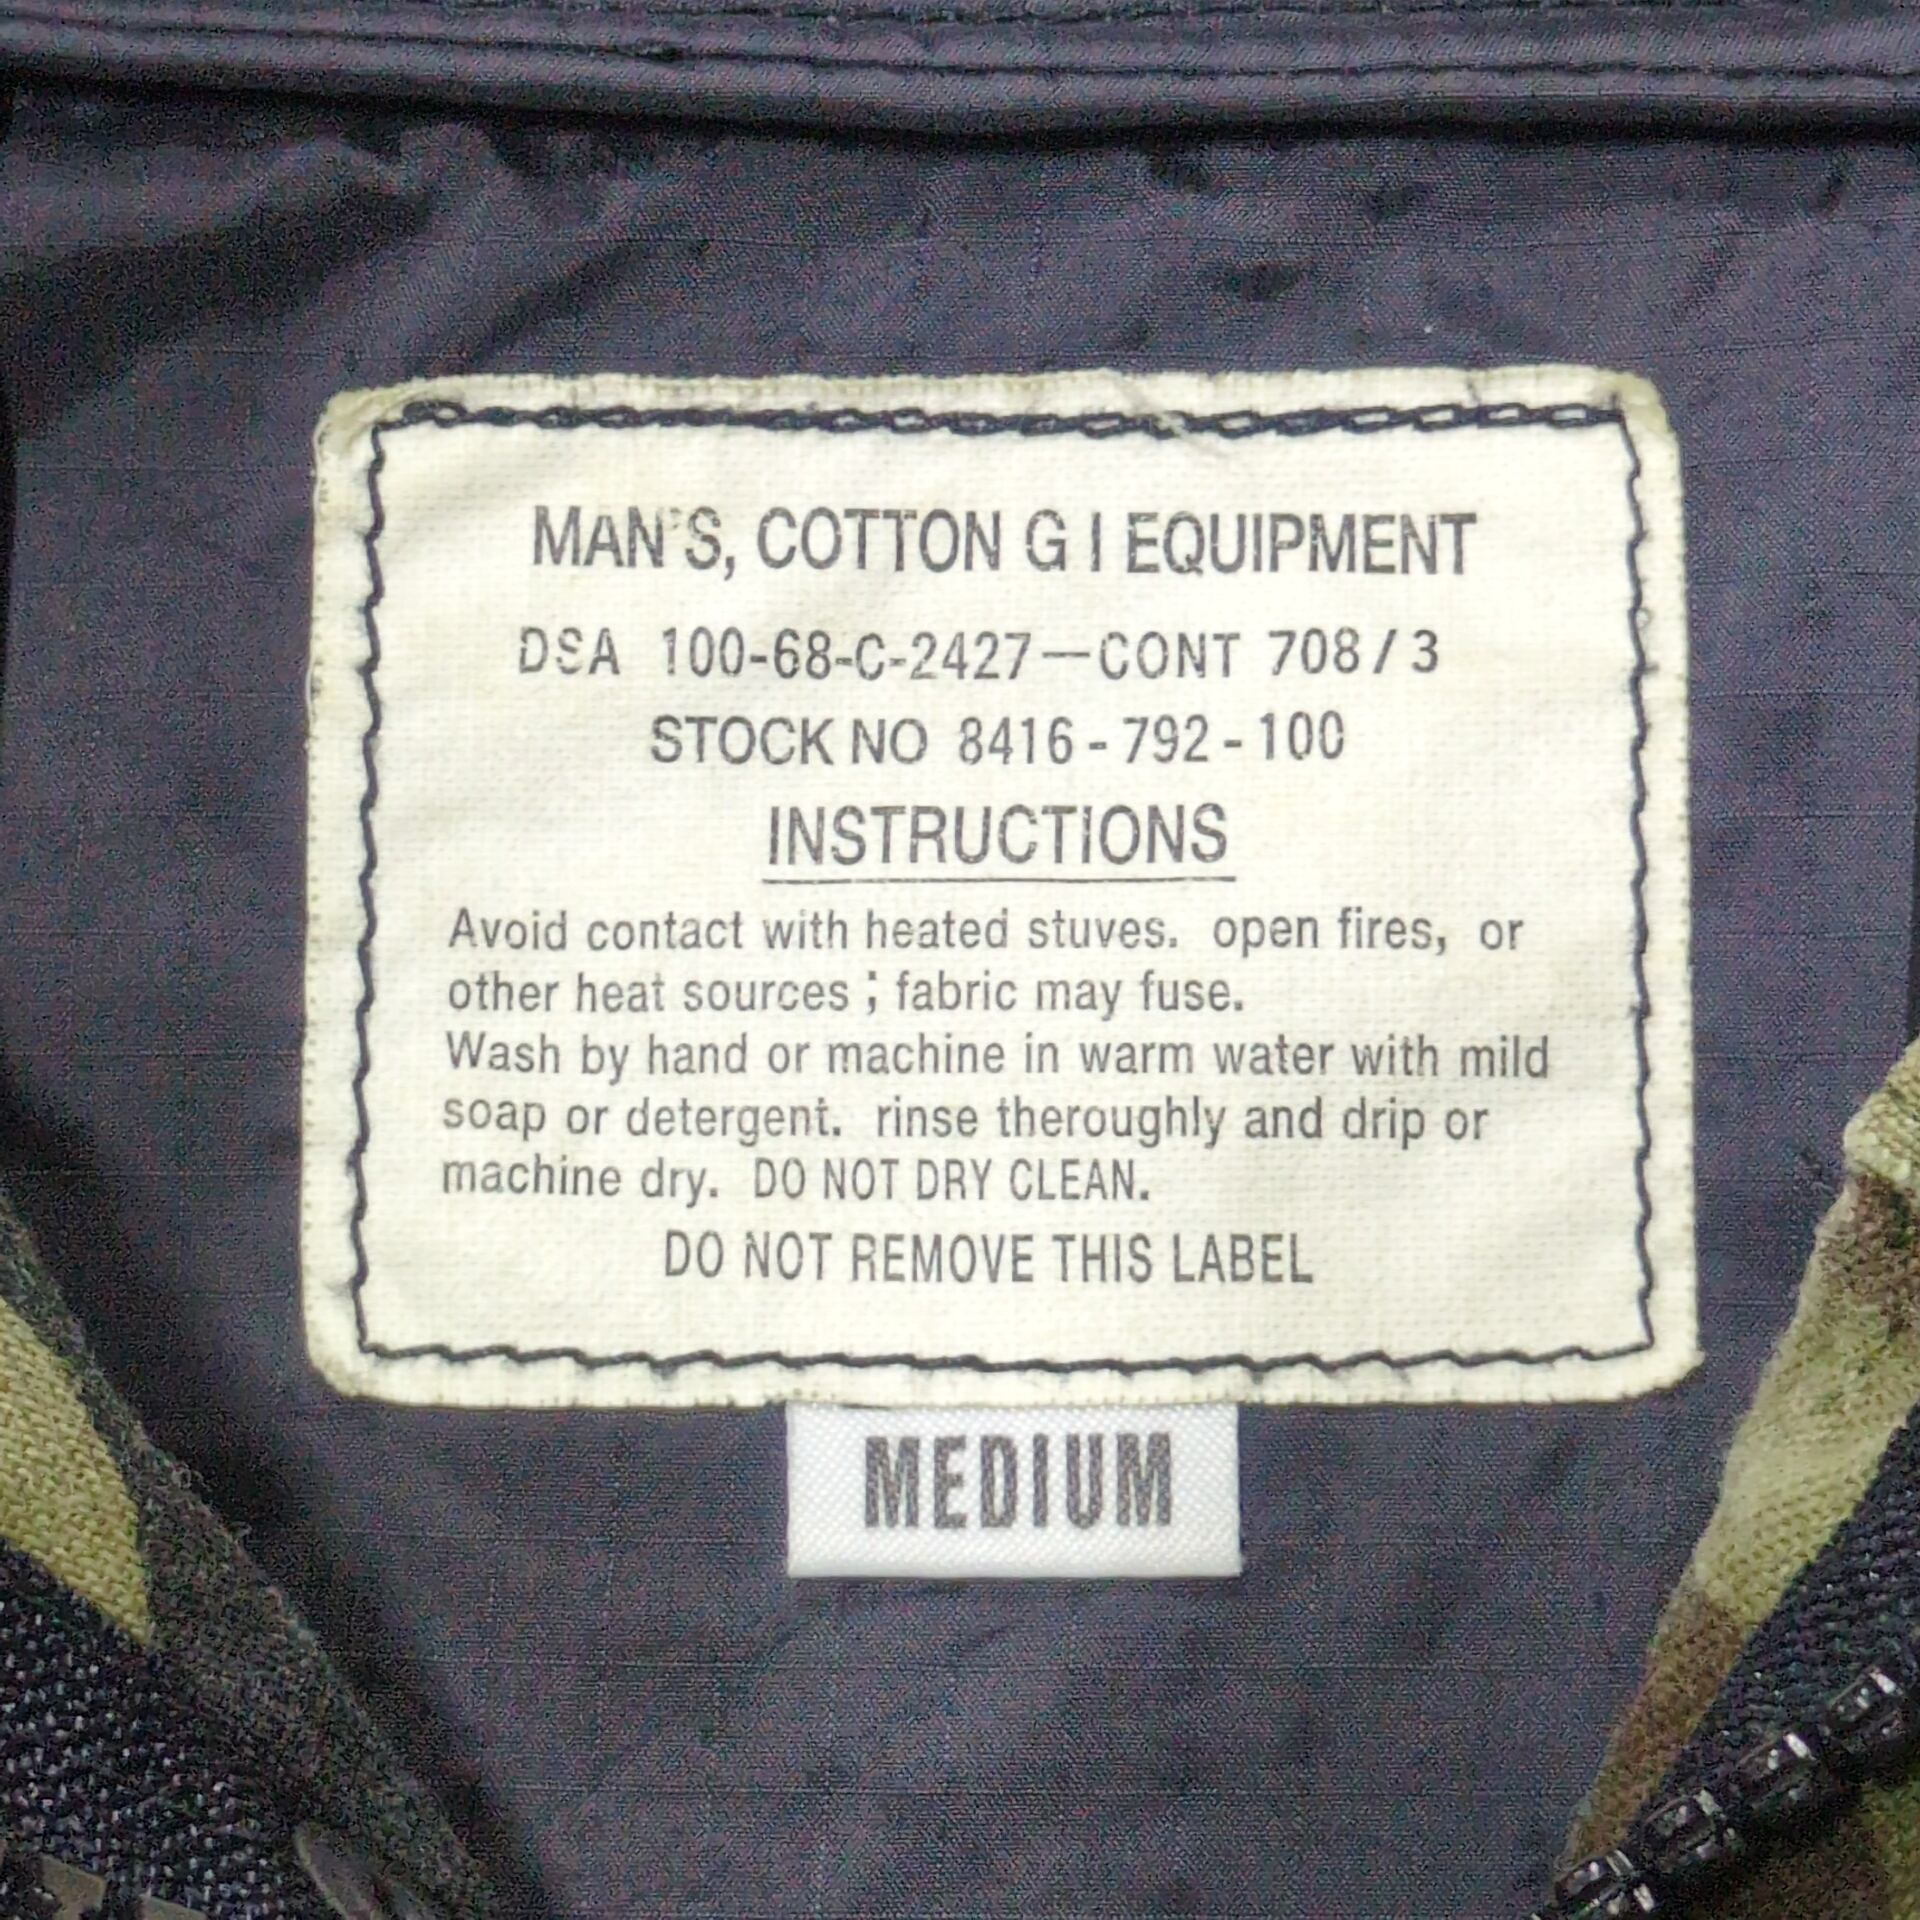 MAN'S, COTTON G I EQUIPMENT
DSA 100-68-C-2427—CONT 708/3
STOCK NO 8416-792-100
INSTRUCTIONS
Avoid contact with heated stuves. open fires, or
other heat sources ; fabric may fuse.
Wash by hand or machine in warm water with mild
soap or detergent. rinse theroughly and drip or
machine dry. DO NOT DRY CLEAN.
DO NOT REMOVE THIS LABEL
MEDIUM